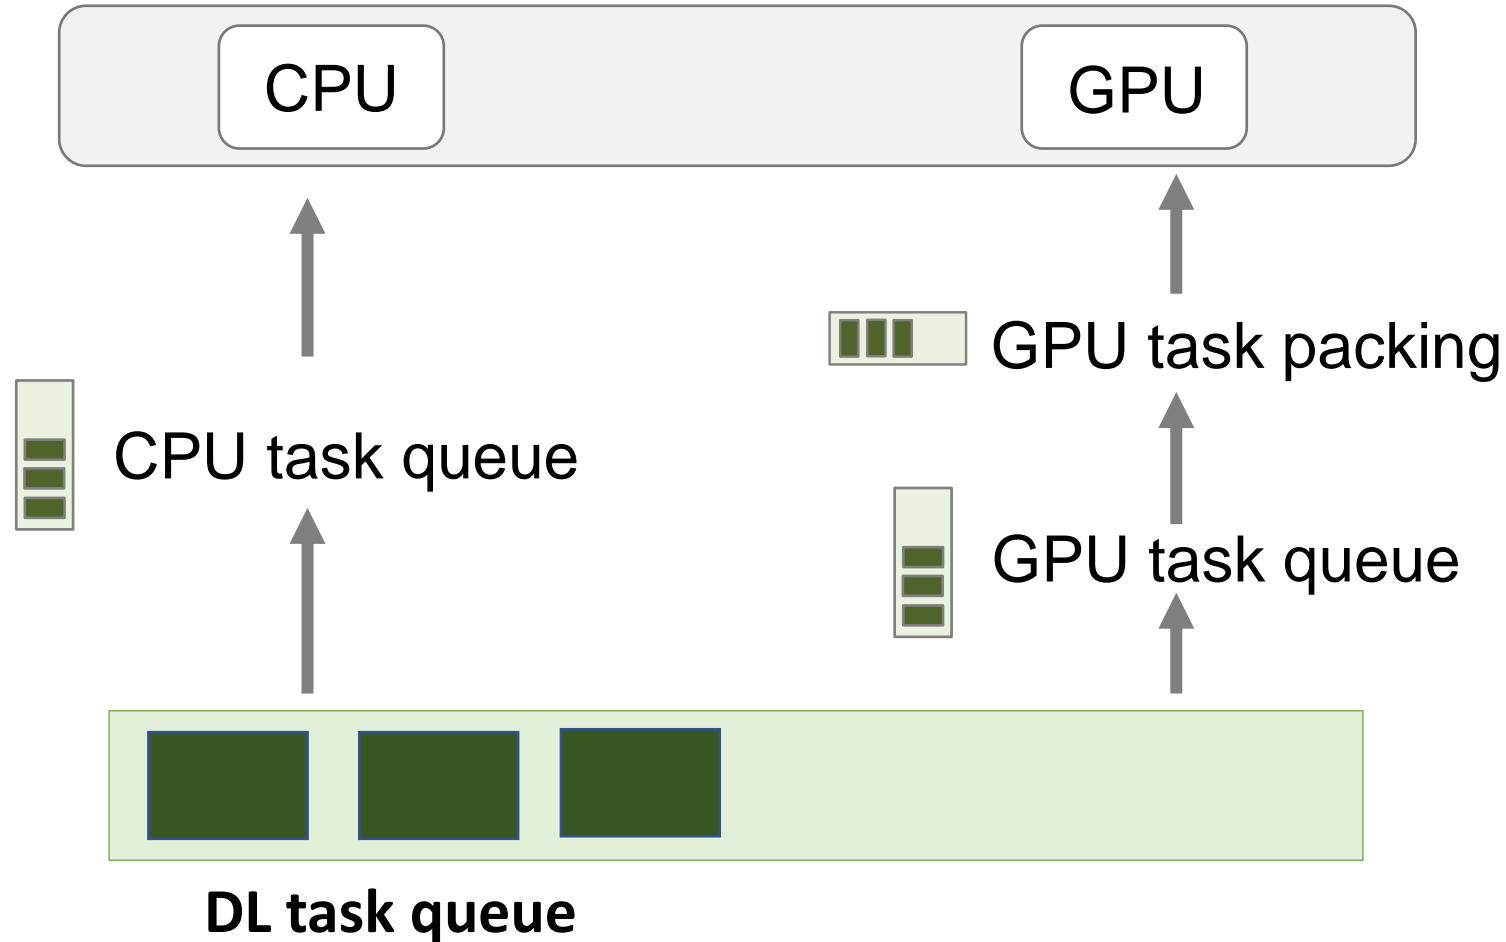 CPU
GPU
GPU task packing
CPU task queue
GPU task queue
DL task queue